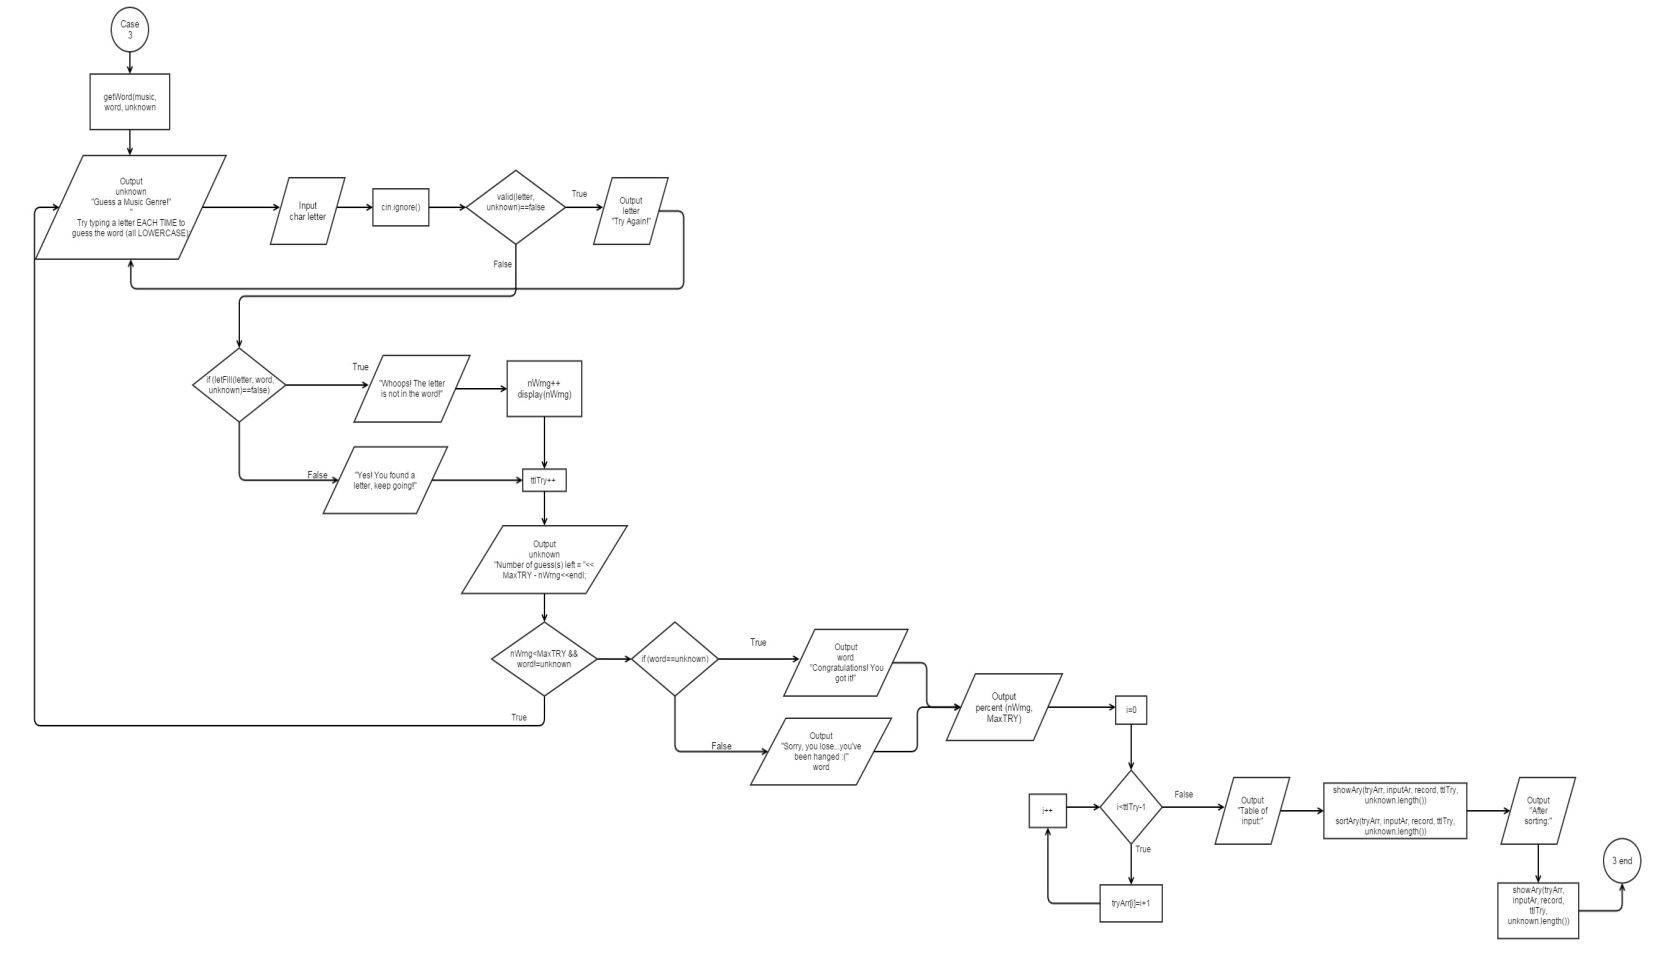 Case
3
getWord(music,
word, unknown
Output
unknown
"Guess a Music Genre!"
"
Try typing a letter EACH TIME to
guess the word (all LOWERCASE):
Input
char letter
cin.ignore()
valid(letter,
unknown)==false
True
Output
letter
"Try Again!"
False
if (letFill(letter, word,
unknown)==false)
True
"Whoops! The letter
is not in the word!"
nWrng++
display(nWrng)
False
"Yes! You found a
letter, keep going!"
ttlTry++
Output
unknown
"Number of guess(s) left = "<<
MaxTRY - nWrng<<endl;
nWrng<MaxTRY &&
word!=unknown
True
if (word==unknown)
True
Output
word
"Congratulations! You
got it!"
False
Output
"Sorry, you lose...you've
been hanged :("
word
Output
percent (nWrng,
MaxTRY)
i=0
i++
i<ttlTry-1
False
True
tryArr[i]=i+1
Output
"Table of
input:"
showAry(tryArr, inputAr, record, ttlTry,
unknown.length())
sortAry(tryArr, inputAr, record, ttlTry,
unknown.length())
Output
"After
sorting:"
showAry(tryArr,
inputAr, record,
ttlTry,
unknown.length())
3 end